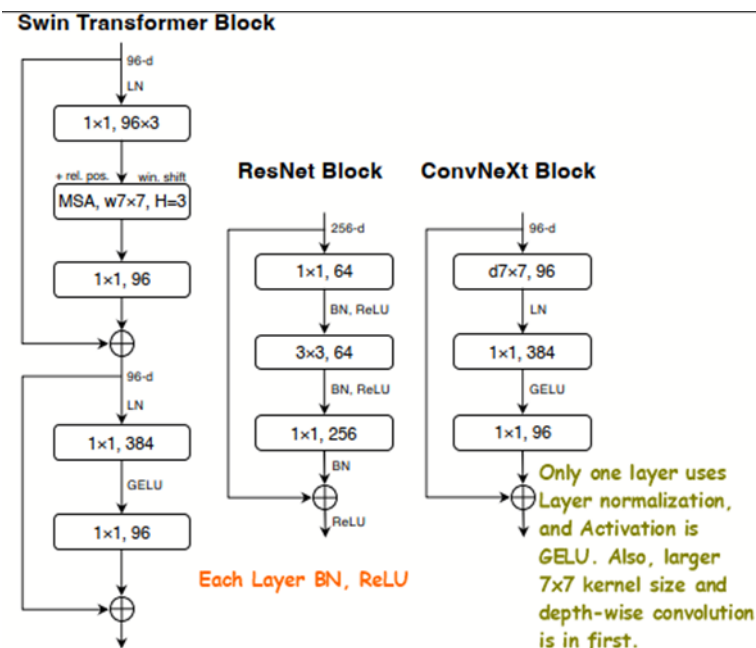 Swin Transformer Block
96-d
LN
1×1, 96×3
+ rel. pos. win. shift
MSA, w7×7, H=3
1×1, 96
96-d
LN
1×1, 384
GELU
1×1, 96
ResNet Block
256-d
1×1, 64
BN, ReLU
3×3, 64
BN, ReLU
1×1, 256
BN
ReLU
Each Layer BN, ReLU
ConvNeXt Block
96-d
d7×7, 96
LN
1×1, 384
GELU
1×1, 96
Only one layer uses
Layer normalization,
and Activation is
GELU. Also, larger
7x7 kernel size and
depth-wise convolution
is in first.